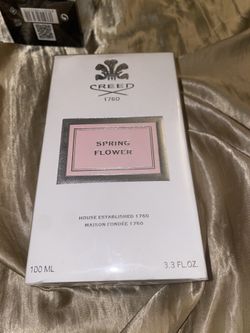 CREED
1760
SPRING
FLOWER
HOUSE ESTABLISHED 1760
MAISON FONDÉE 1760
100 ML 3.3 FL.OZ.